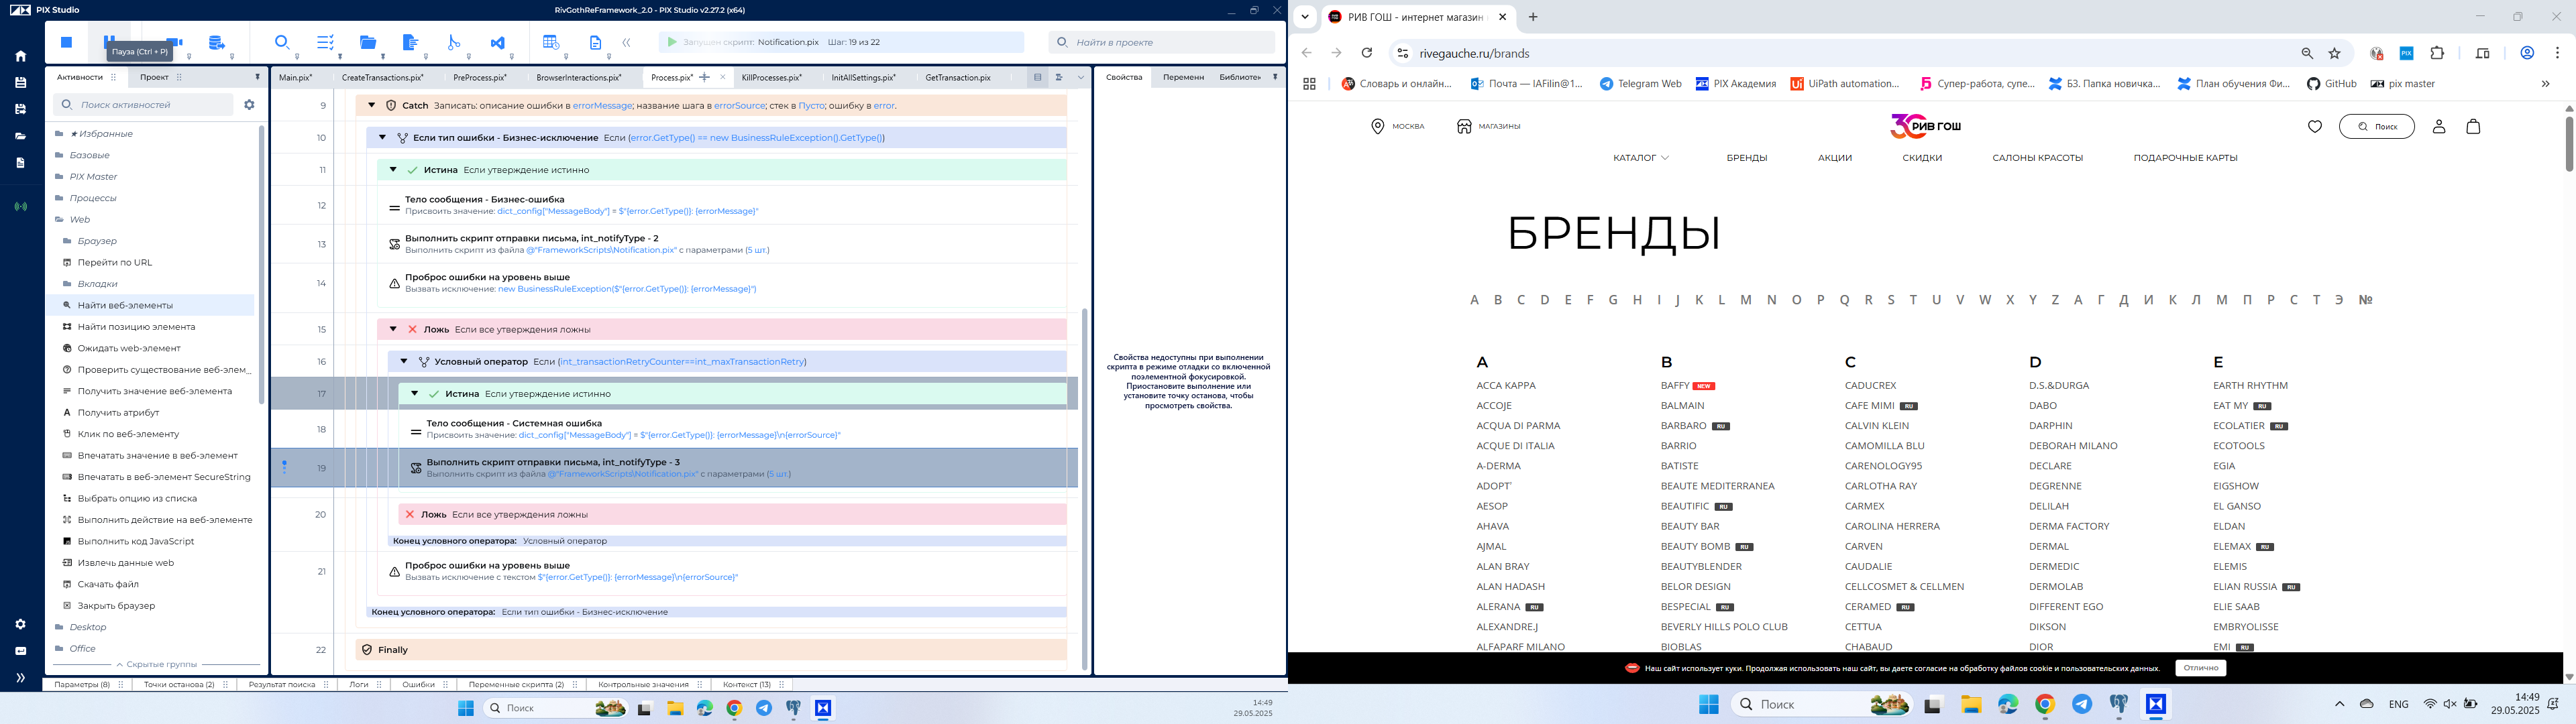 PIX Studio
RivGothReFramework_2.0 - PIX Studio v2.27.2 (x64)
Пауза (Ctrl + P)
Запущен скрипт: Notification.pix Шаг: 19 из 22
Найти в проекте
Активности
Проект
Main.pix*
CreateTransactions.pix*
PreProcess.pix*
BrowserInteractions.pix*
Process.pix*
KillProcesses.pix*
InitAllSettings.pix*
GetTransaction.pix
Свойства
Переменн
Библиотек
Поиск активностей
Избранные
Базовые
PIX Master
Процессы
Web
Браузер
Перейти по URL
Вкладки
Найти веб-элементы
Найти позицию элемента
Ожидать web-элемент
Проверить существование веб-элем...
Получить значение веб-элемента
Получить атрибут
Клик по веб-элементу
Впечатать значение в веб-элемент
Впечатать в веб-элемент SecureString
Выбрать опцию из списка
Выполнить действие на веб-элементе
Выполнить код JavaScript
Извлечь данные web
Скачать файл
Закрыть браузер
Desktop
Office
Скрытые группы
9 Catch Записать: описание ошибки в errorMessage; название шага в errorSource; стек в Пусто; ошибку в error.
10 Если тип ошибки - Бизнес-исключение Если (error.GetType() == new BusinessRuleException().GetType())
11 Истина Если утверждение истинно
12 Тело сообщения - Бизнес-ошибка
Присвоить значение: dict_config["MessageBody"] = $"{error.GetType()}: {errorMessage}"
13 Выполнить скрипт отправки письма, int_notifyType - 2
Выполнить скрипт из файла @"FrameworkScripts\Notification.pix" с параметрами (5 шт.)
14 Проброс ошибки на уровень выше
Вызвать исключение: new BusinessRuleException($"{error.GetType()}: {errorMessage}")
15 Ложь Если все утверждения ложны
16 Условный оператор Если (int_transactionRetryCounter==int_maxTransactionRetry)
17 Истина Если утверждение истинно
18 Тело сообщения - Системная ошибка
Присвоить значение: dict_config["MessageBody"] = $"{error.GetType()}: {errorMessage}\n{errorSource}"
19 Выполнить скрипт отправки письма, int_notifyType - 3
Выполнить скрипт из файла @"FrameworkScripts\Notification.pix" с параметрами (5 шт.)
20 Ложь Если все утверждения ложны
Конец условного оператора: Условный оператор
21 Проброс ошибки на уровень выше
Вызвать исключение с текстом $"{error.GetType()}: {errorMessage}\n{errorSource}"
Конец условного оператора: Если тип ошибки - Бизнес-исключение
22 Finally
Свойства недоступны при выполнении
скрипта в режиме отладки со включенной
поэлементной фокусировкой.
Приостановите выполнение или
установите точку останова, чтобы
просмотреть свойства.
Параметры (8)
Точки останова (2)
Результат поиска
Логи
Ошибки
Переменные скрипта (2)
Контрольные значения
Контекст (13)
Поиск
14:49
29.05.2025
РИВ ГОШ - интернет магазин
rivegauche.ru/brands
Словарь и онлайн...
Почта — IAFilin@1...
Telegram Web
PIX Академия
UiPath automation...
Супер-работа, супе...
БЗ. Папка новичка...
План обучения Фи...
GitHub
pix master
МОСКВА
МАГАЗИНЫ
РИВ ГОШ
Поиск
КАТАЛОГ
БРЕНДЫ
АКЦИИ
СКИДКИ
САЛОНЫ КРАСОТЫ
ПОДАРОЧНЫЕ КАРТЫ
БРЕНДЫ
A B C D E F G H I J K L M N O P Q R S T U V W X Y Z А Г Д И К Л М П Р С Т Э №
A
ACCA KAPPA
ACCOJE
ACQUA DI PARMA
ACQUE DI ITALIA
A-DERMA
ADOPT'
AESOP
AHAVA
AJMAL
ALAN BRAY
ALAN HADASH
ALERANA RU
ALEXANDRE.J
ALFAPARF MILANO
B
BAFFY NEW
BALMAIN
BARBARO RU
BARRIO
BATISTE
BEAUTE MEDITERRANEA
BEAUTIFIC RU
BEAUTY BAR
BEAUTY BOMB RU
BEAUTYBLENDER
BELOR DESIGN
BESPECIAL RU
BEVERLY HILLS POLO CLUB
BIOBLAS
C
CADUCREX
CAFE MIMI RU
CALVIN KLEIN
CAMOMILLA BLU
CARENOLOGY95
CARLOTHA RAY
CARMEX
CAROLINA HERRERA
CARVEN
CAUDALIE
CELLCOSMET & CELLMEN
CERAMED RU
CETTUA
CHABAUD
D
D.S.&DURGA
DABO
DARPHIN
DEBORAH MILANO
DECLARE
DEGRENNE
DELILAH
DERMA FACTORY
DERMAL
DERMEDIC
DERMOLAB
DIFFERENT EGO
DIKSON
DIOR
E
EARTH RHYTHM
EAT MY RU
ECOLATIER RU
ECOTOOLS
EGIA
EIGSHOW
EL GANSO
ELDAN
ELEMAX RU
ELEMIS
ELIAN RUSSIA RU
ELIE SAAB
EMBRYOLISSE
EMI RU
Наш сайт использует куки. Продолжая использовать наш сайт, вы даете согласие на обработку файлов cookie и пользовательских данных.
Отлично
Поиск
ENG
14:49
29.05.2025